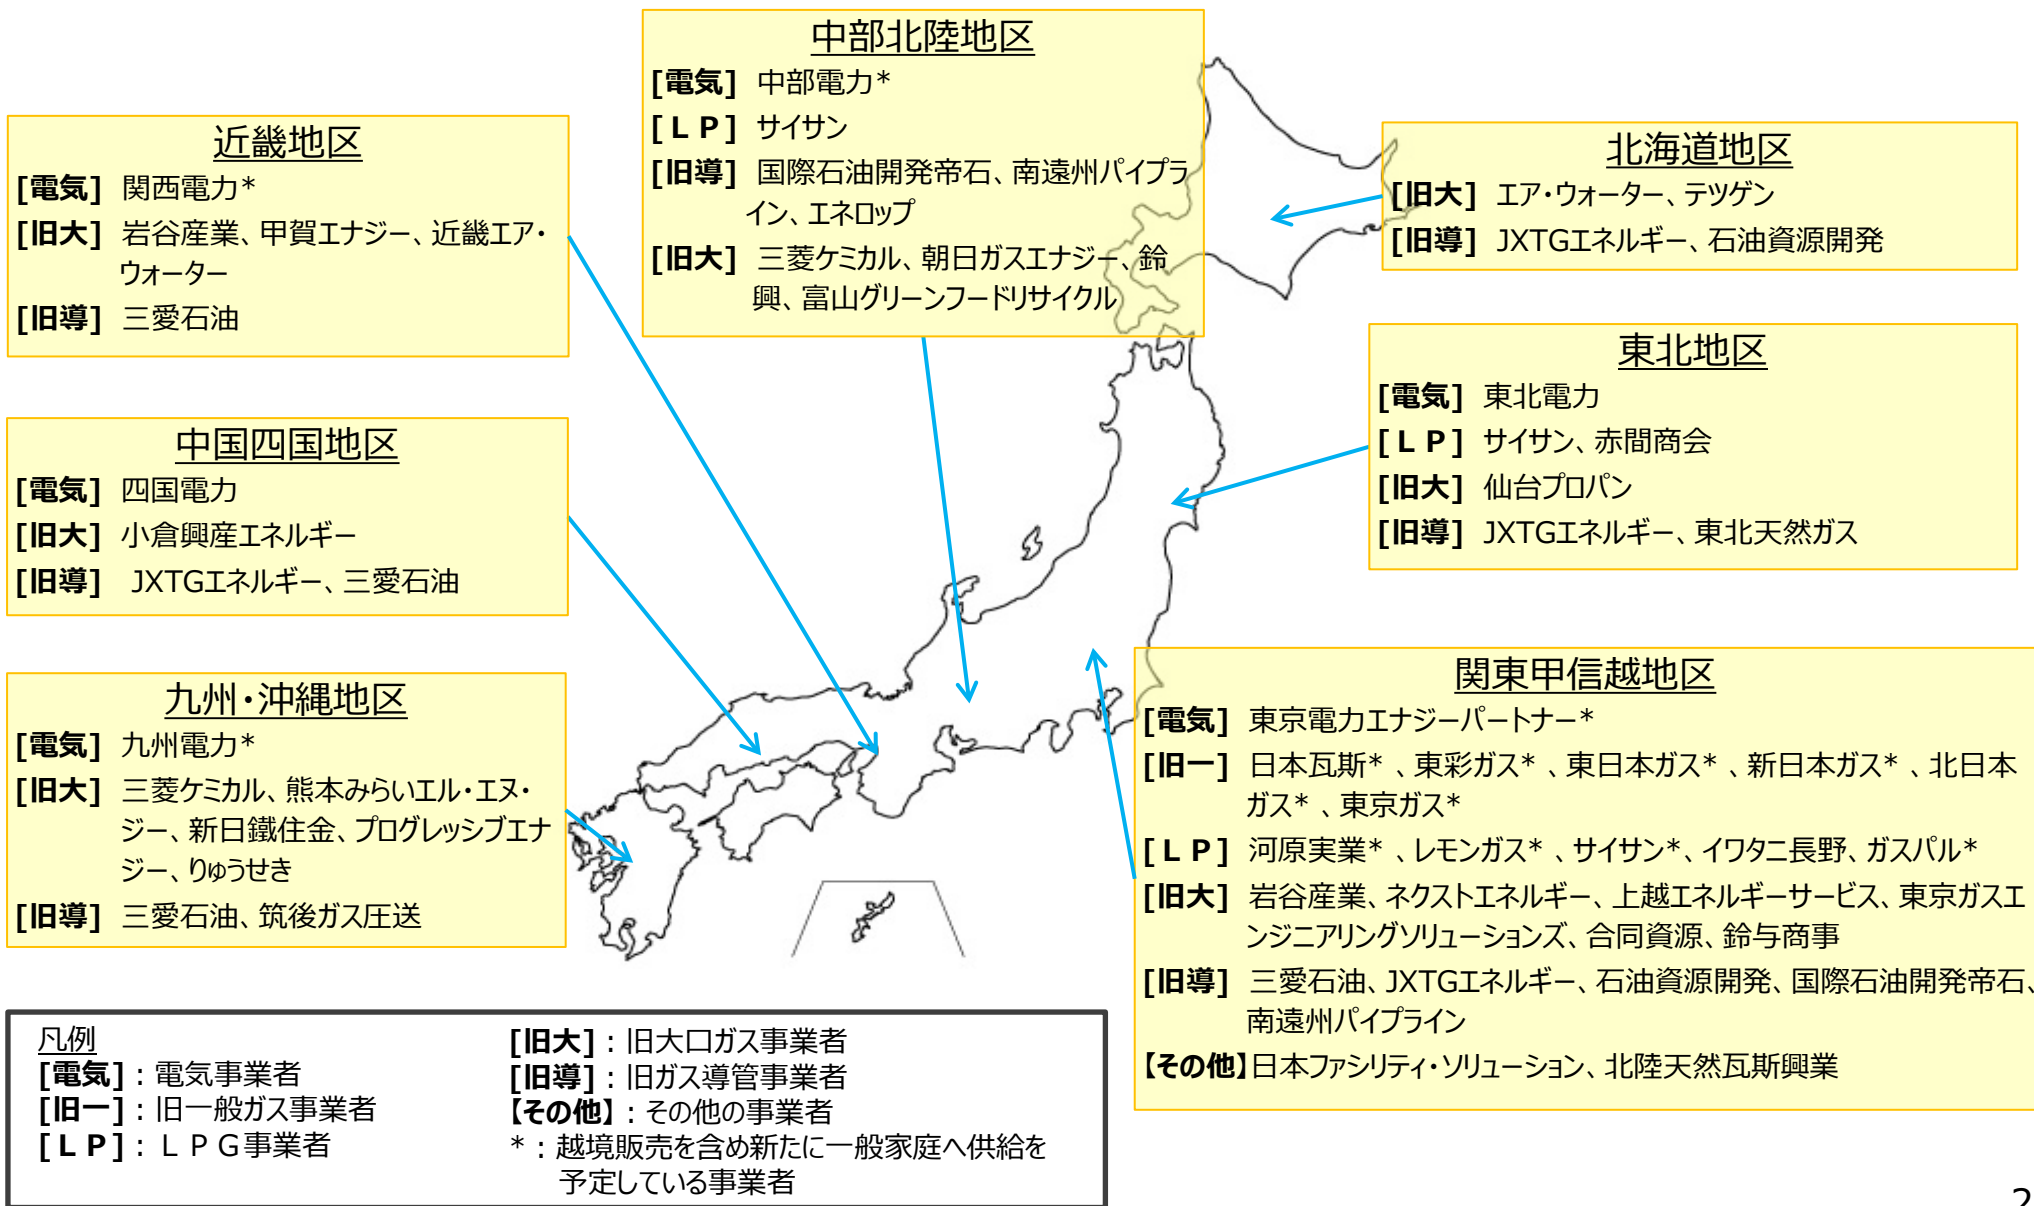 中部北陸地区
[電気] 中部電力*
[ＬＰ] サイサン
[旧導] 国際石油開発帝石、南遠州パイプラ
イン、エネロップ
[旧大] 三菱ケミカル、朝日ガスエナジー、鈴
興、富山グリーンフードリサイクル
近畿地区
[電気] 関西電力*
[旧大] 岩谷産業、甲賀エナジー、近畿エア・
ウォーター
[旧導] 三愛石油
北海道地区
[旧大] エア・ウォーター、テツゲン
[旧導] JXTGエネルギー、石油資源開発
東北地区
[電気] 東北電力
[ＬＰ] サイサン、赤間商会
[旧大] 仙台プロパン
[旧導] JXTGエネルギー、東北天然ガス
中国四国地区
[電気] 四国電力
[旧大] 小倉興産エネルギー
[旧導] JXTGエネルギー、三愛石油
九州・沖縄地区
[電気] 九州電力*
[旧大] 三菱ケミカル、熊本みらいエル・エヌ・
ジー、新日鐵住金、プログレッシブエナ
ジー、りゅうせき
[旧導] 三愛石油、筑後ガス圧送
関東甲信越地区
[電気] 東京電力エナジーパートナー*
[旧一] 日本瓦斯* 、東彩ガス* 、東日本ガス* 、新日本ガス* 、北日本
ガス* 、東京ガス*
[ＬＰ] 河原実業* 、レモンガス* 、サイサン*、イワタニ長野、ガスパル*
[旧大] 岩谷産業、ネクストエネルギー、上越エネルギーサービス、東京ガスエ
ンジニアリングソリューションズ、合同資源、鈴与商事
[旧導] 三愛石油、JXTGエネルギー、石油資源開発、国際石油開発帝石、
南遠州パイプライン
【その他】日本ファシリティ・ソリューション、北陸天然瓦斯興業
凡例
[電気]：電気事業者
[旧一]：旧一般ガス事業者
[ＬＰ]：ＬＰＧ事業者
[旧大]：旧大口ガス事業者
[旧導]：旧ガス導管事業者
【その他】：その他の事業者
*：越境販売を含め新たに一般家庭へ供給を
予定している事業者
2